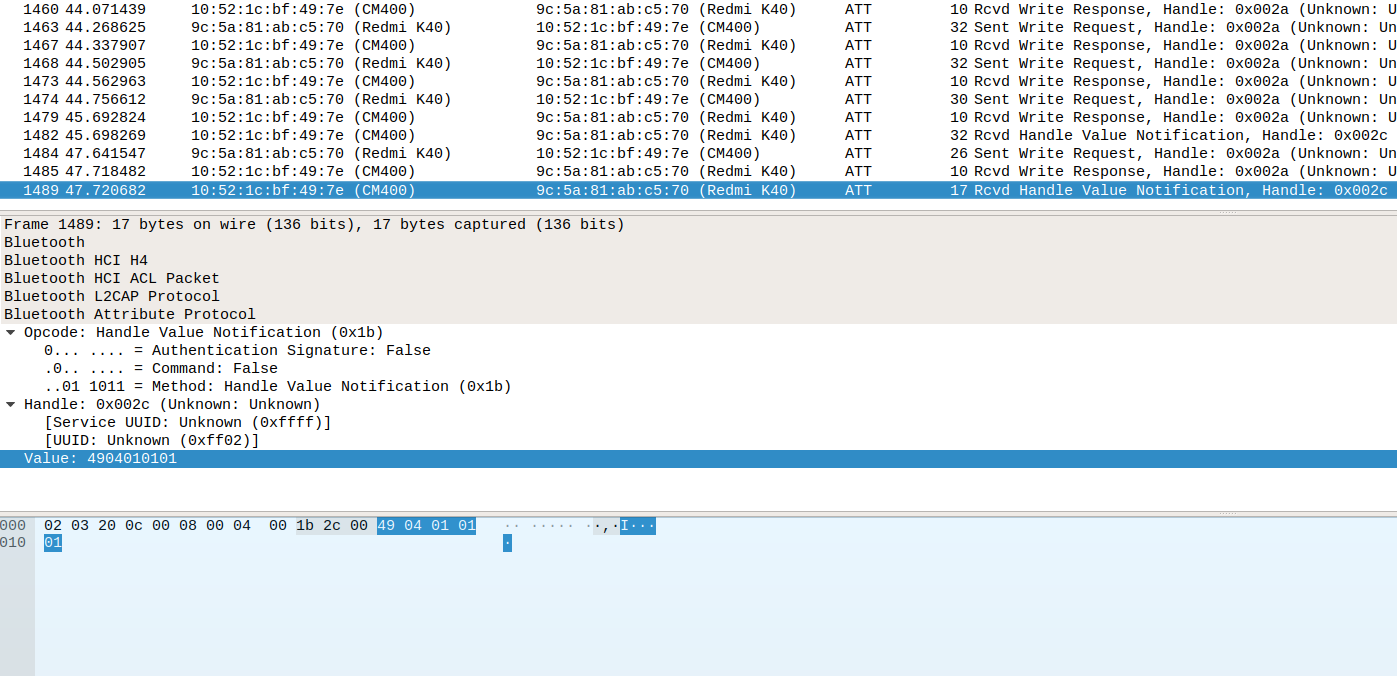 1460 44.071439 10:52:1c:bf:49:7e (CM400) 9c:5a:81:ab:c5:70 (Redmi K40) ATT 10 Rcvd Write Response, Handle: 0x002a (Unknown: U
1463 44.268625 9c:5a:81:ab:c5:70 (Redmi K40) 10:52:1c:bf:49:7e (CM400) ATT 32 Sent Write Request, Handle: 0x002a (Unknown: Un
1467 44.337907 10:52:1c:bf:49:7e (CM400) 9c:5a:81:ab:c5:70 (Redmi K40) ATT 10 Rcvd Write Response, Handle: 0x002a (Unknown: U
1468 44.502905 9c:5a:81:ab:c5:70 (Redmi K40) 10:52:1c:bf:49:7e (CM400) ATT 32 Sent Write Request, Handle: 0x002a (Unknown: Un
1473 44.562963 10:52:1c:bf:49:7e (CM400) 9c:5a:81:ab:c5:70 (Redmi K40) ATT 10 Rcvd Write Response, Handle: 0x002a (Unknown: U
1474 44.756612 9c:5a:81:ab:c5:70 (Redmi K40) 10:52:1c:bf:49:7e (CM400) ATT 30 Sent Write Request, Handle: 0x002a (Unknown: Un
1479 45.692824 10:52:1c:bf:49:7e (CM400) 9c:5a:81:ab:c5:70 (Redmi K40) ATT 10 Rcvd Write Response, Handle: 0x002a (Unknown: U
1482 45.698269 10:52:1c:bf:49:7e (CM400) 9c:5a:81:ab:c5:70 (Redmi K40) ATT 32 Rcvd Handle Value Notification, Handle: 0x002c
1484 47.641547 9c:5a:81:ab:c5:70 (Redmi K40) 10:52:1c:bf:49:7e (CM400) ATT 26 Sent Write Request, Handle: 0x002a (Unknown: Un
1485 47.718482 10:52:1c:bf:49:7e (CM400) 9c:5a:81:ab:c5:70 (Redmi K40) ATT 10 Rcvd Write Response, Handle: 0x002a (Unknown: U
1489 47.720682 10:52:1c:bf:49:7e (CM400) 9c:5a:81:ab:c5:70 (Redmi K40) ATT 17 Rcvd Handle Value Notification, Handle: 0x002c
Frame 1489: 17 bytes on wire (136 bits), 17 bytes captured (136 bits)
Bluetooth
Bluetooth HCI H4
Bluetooth HCI ACL Packet
Bluetooth L2CAP Protocol
Bluetooth Attribute Protocol
Opcode: Handle Value Notification (0x1b)
0... .... = Authentication Signature: False
.0.. .... = Command: False
..01 1011 = Method: Handle Value Notification (0x1b)
Handle: 0x002c (Unknown: Unknown)
[Service UUID: Unknown (0xffff)]
[UUID: Unknown (0xff02)]
Value: 4904010101
000 02 03 20 0c 00 08 00 04 00 1b 2c 00 49 04 01 01 ·· ····· ··,·I···
010 01 ·